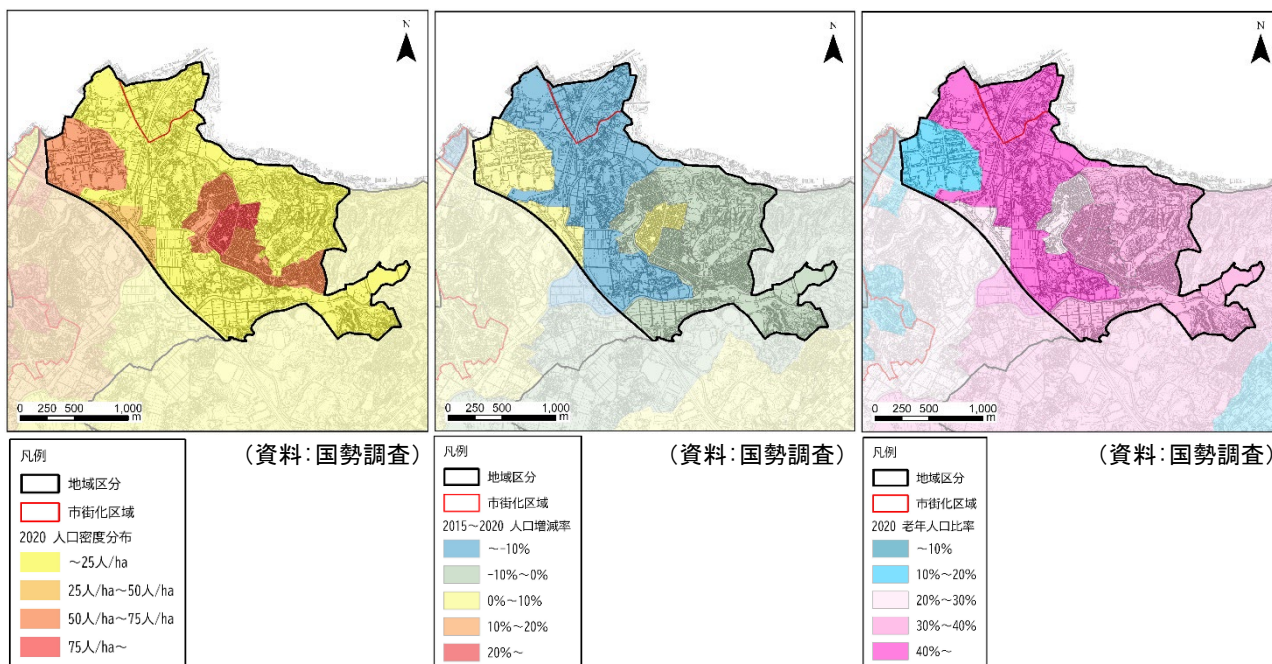 N
0 250 500 1,000
m
(資料:国勢調査)
凡例
地域区分
市街化区域
2020 人口密度分布
～25人/ha
25人/ha～50人/ha
50人/ha～75人/ha
75人/ha～
N
0 250 500 1,000
m
(資料:国勢調査)
凡例
地域区分
市街化区域
2015～2020 人口増減率
～-10%
-10%～0%
0%～10%
10%～20%
20%～
N
0 250 500 1,000
m
(資料:国勢調査)
凡例
地域区分
市街化区域
2020 老年人口比率
～10%
10%～20%
20%～30%
30%～40%
40%～